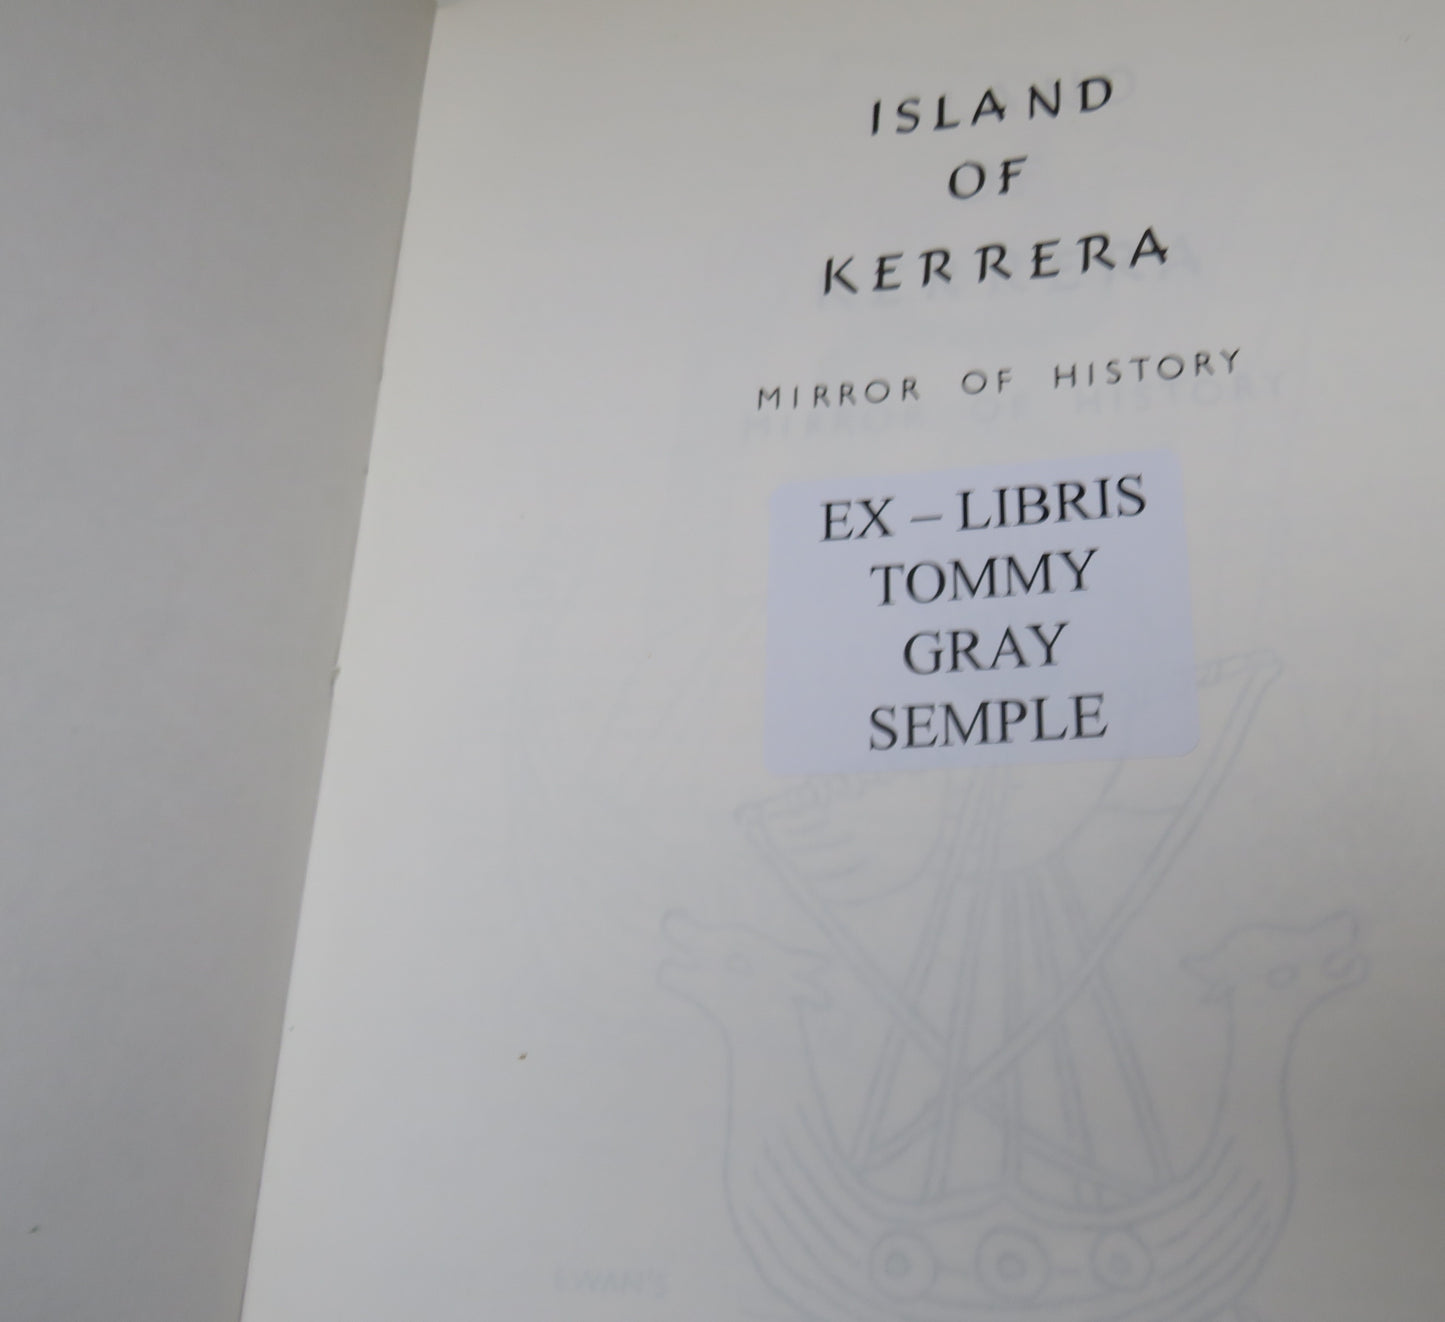 ISLAND
OF
KERRERA
MIRROR OF HISTORY
EX – LIBRIS
TOMMY
GRAY
SEMPLE